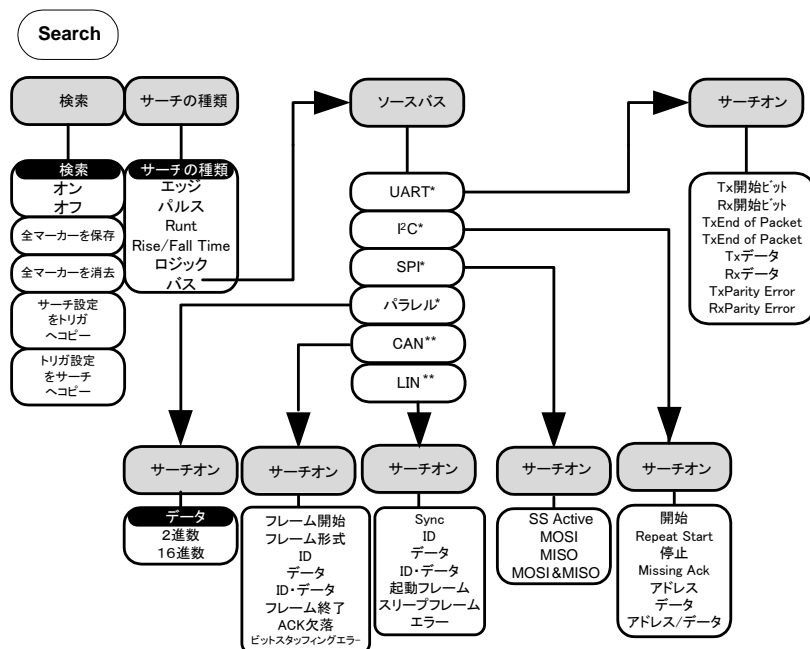 Search
検索
サーチの種類
ソースバス
サーチオン
検索
オン
オフ
全マーカーを保存
全マーカーを消去
サーチ設定
をトリガ
へコピー
トリガ設定
をサーチ
へコピー
サーチの種類
エッジ
パルス
Runt
Rise/Fall Time
ロジック
バス
UART*
I²C*
SPI*
パラレル*
CAN**
LIN**
Tx開始ビット
Rx開始ビット
TxEnd of Packet
TxEnd of Packet
Txデータ
Rxデータ
TxParity Error
RxParity Error
サーチオン
データ
2進数
16進数
サーチオン
フレーム開始
フレーム形式
ID
データ
ID・データ
フレーム終了
ACK欠落
ビットスタッフィングエラー
サーチオン
Sync
ID
データ
ID・データ
起動フレーム
スリープフレーム
エラー
サーチオン
SS Active
MOSI
MISO
MOSI&MISO
サーチオン
開始
Repeat Start
停止
Missing Ack
アドレス
データ
アドレス/データ